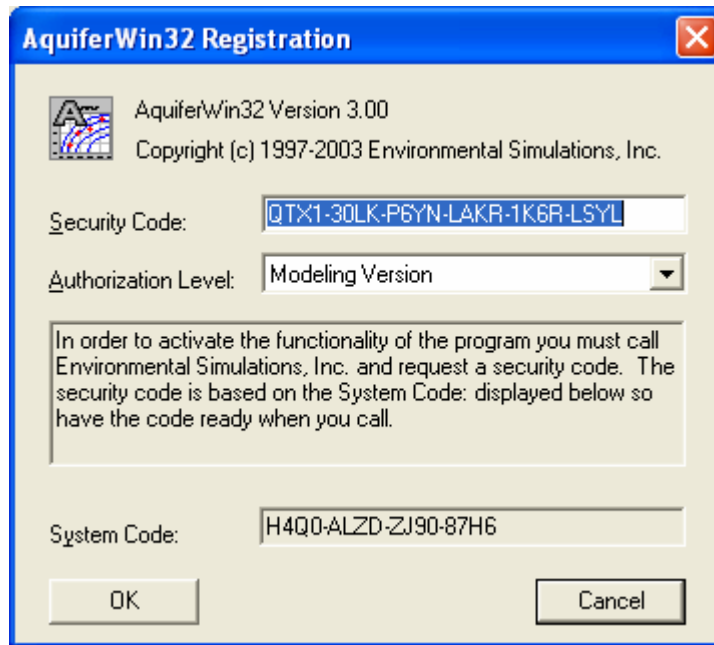 AquiferWin32 Registration
AquiferWin32 Version 3.00
Copyright (c) 1997-2003 Environmental Simulations, Inc.
Security Code: QTX1-30LK-P6YN-LAKR-1K6R-LSYL
Authorization Level: Modeling Version
In order to activate the functionality of the program you must call
Environmental Simulations, Inc. and request a security code. The
security code is based on the System Code: displayed below so
have the code ready when you call.
System Code: H4Q0-ALZD-ZJ90-87H6
OK Cancel